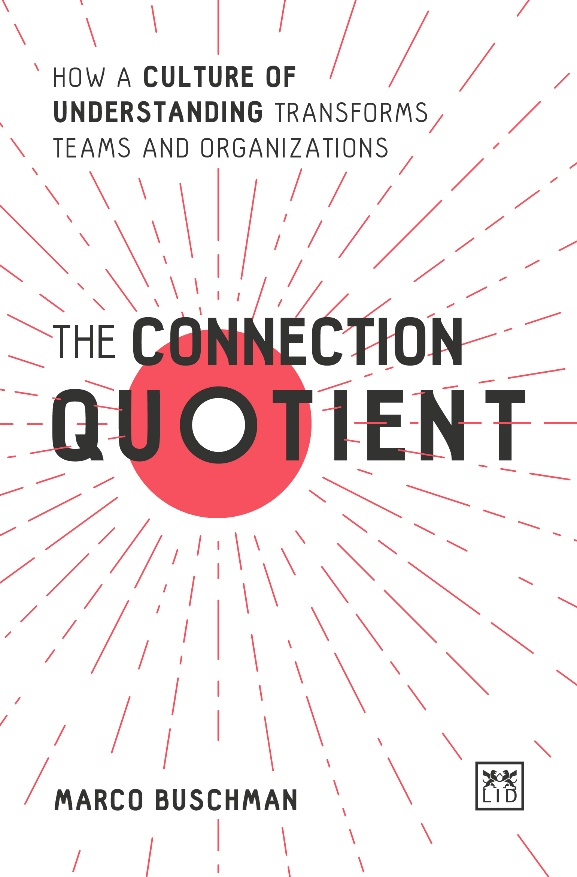 HOW A CULTURE OF
UNDERSTANDING TRANSFORMS
TEAMS AND ORGANIZATIONS
THE CONNECTION
QUOTIENT
MARCO BUSCHMAN
LID